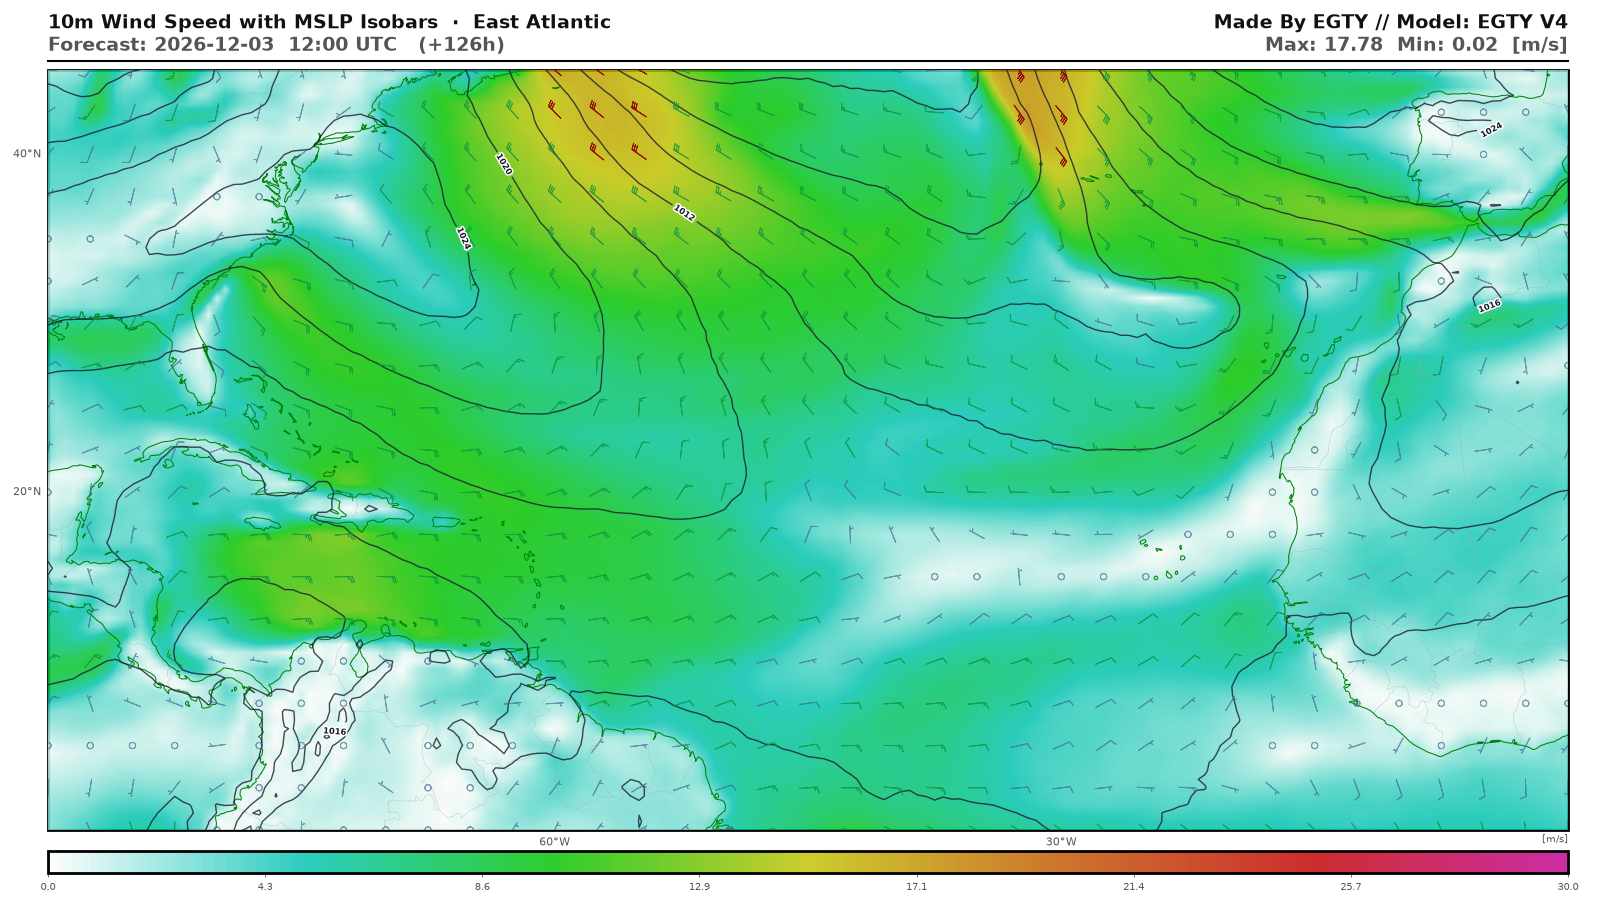 10m Wind Speed with MSLP Isobars · East Atlantic
Made By EGTY // Model: EGTY V4
Forecast: 2026-12-03 12:00 UTC (+126h)
Max: 17.78 Min: 0.02 [m/s]
1024
40°N
1020
1012
1024
1016
20°N
1016
60°W
30°W
[m/s]
0.0
4.3
8.6
12.9
17.1
21.4
25.7
30.0